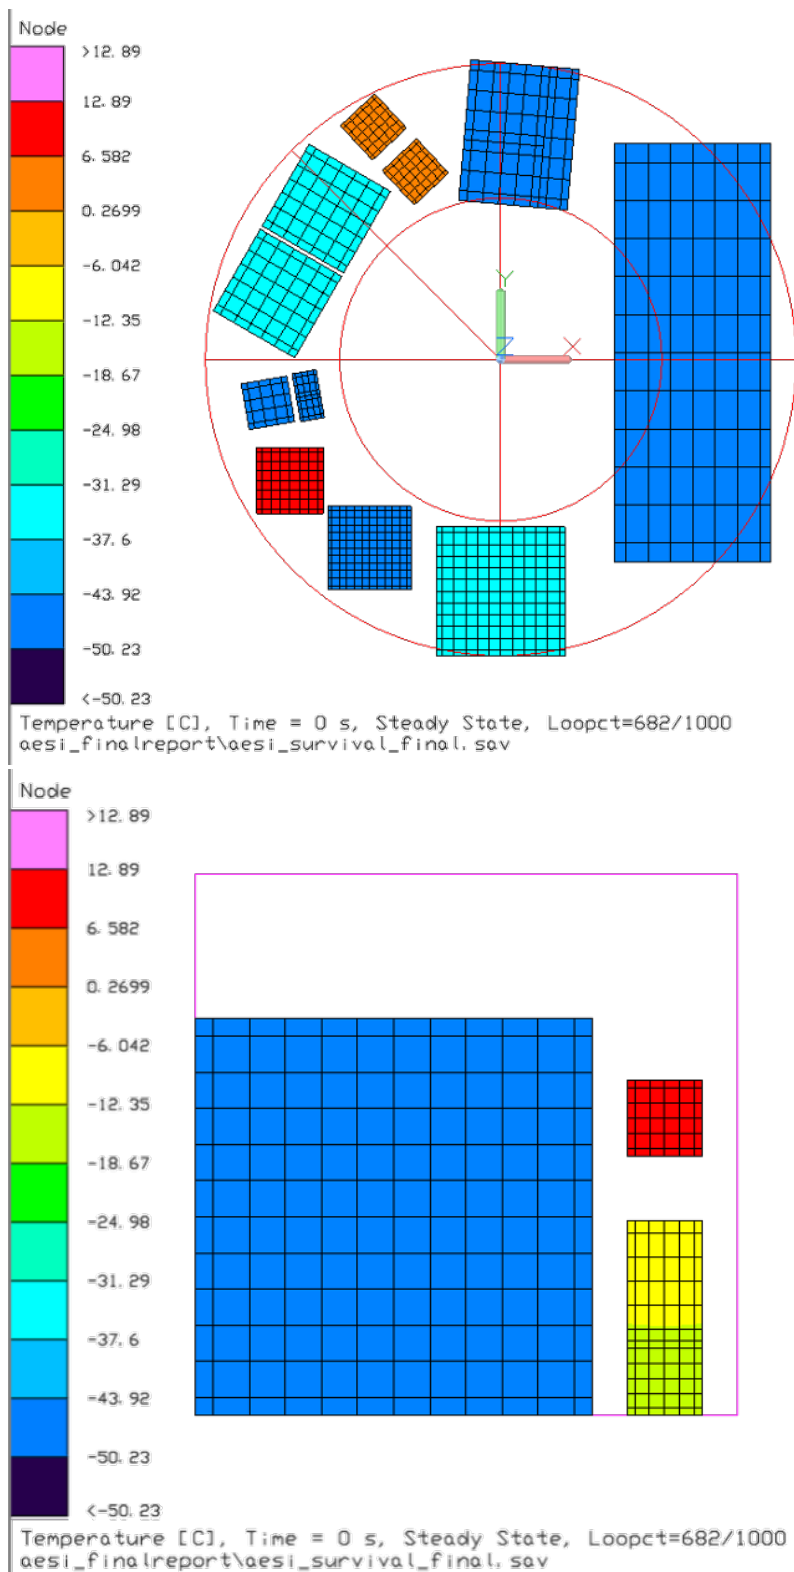 Node
>12.89
12.89
6.582
0.2699
-6.042
-12.35
-18.67
-24.98
-31.29
-37.6
-43.92
-50.23
<-50.23
Y
Z
X
Temperature [C], Time = 0 s, Steady State, Loopct=682/1000
aesi_finalreport\aesi_survival_final.sav
Node
>12.89
12.89
6.582
0.2699
-6.042
-12.35
-18.67
-24.98
-31.29
-37.6
-43.92
-50.23
<-50.23
Temperature [C], Time = 0 s, Steady State, Loopct=682/1000
aesi_finalreport\aesi_survival_final.sav